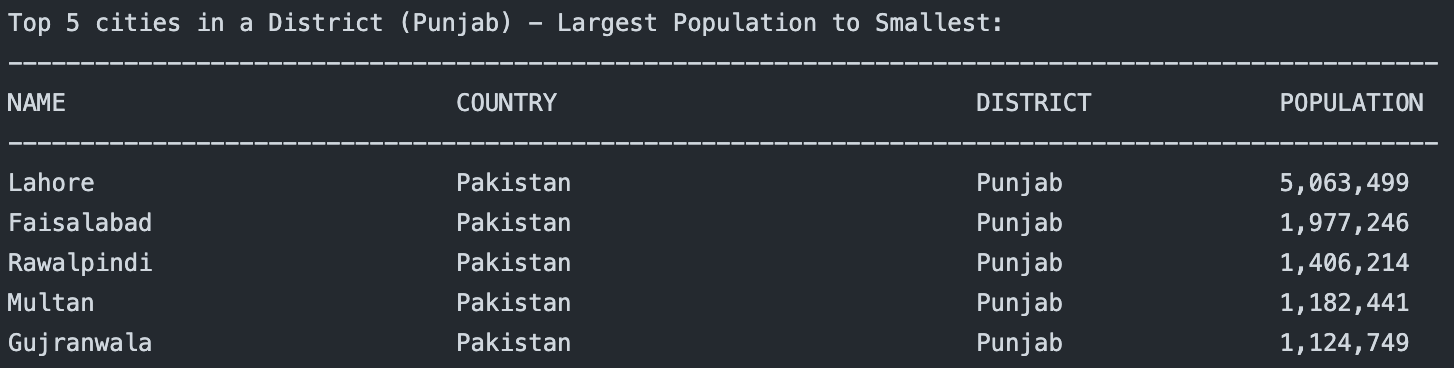 Top 5 cities in a District (Punjab) - Largest Population to Smallest:
---------------------------------------------------------------------------------------------------
NAME COUNTRY DISTRICT POPULATION
---------------------------------------------------------------------------------------------------
Lahore Pakistan Punjab 5,063,499
Faisalabad Pakistan Punjab 1,977,246
Rawalpindi Pakistan Punjab 1,406,214
Multan Pakistan Punjab 1,182,441
Gujranwala Pakistan Punjab 1,124,749